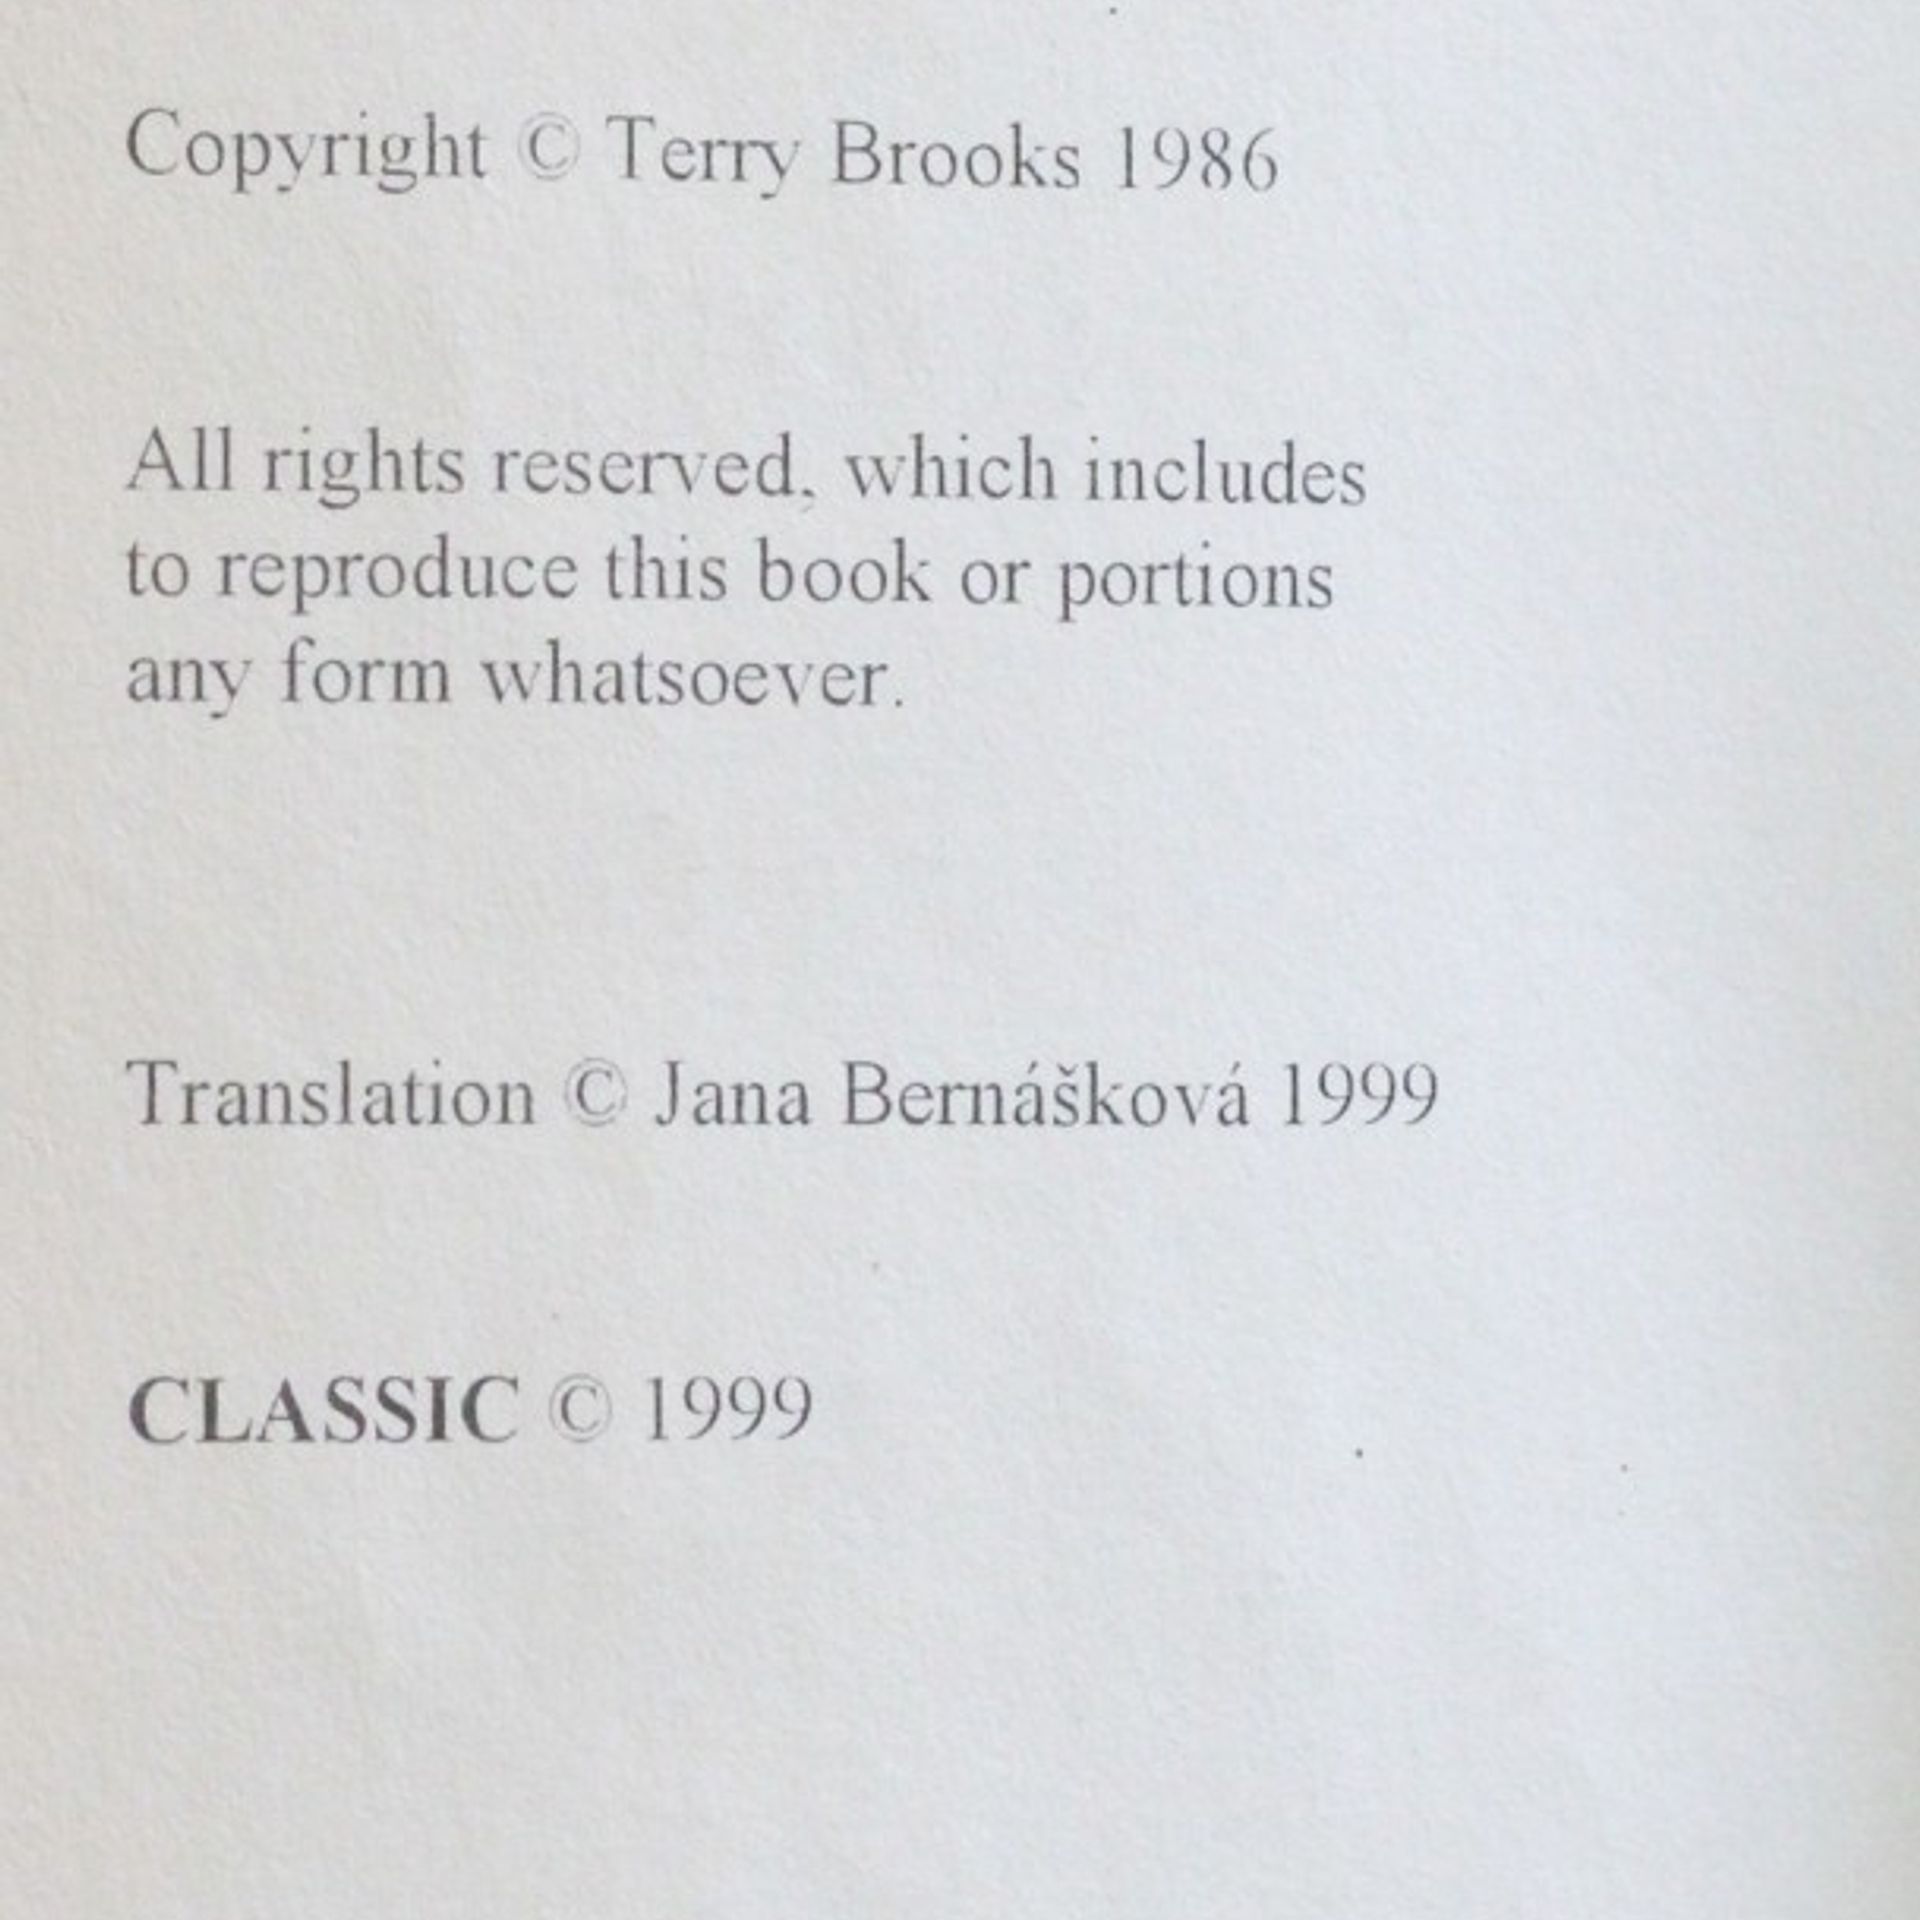 Copyright © Terry Brooks 1986
All rights reserved, which includes
to reproduce this book or portions
any form whatsoever.
Translation © Jana Bernášková 1999
CLASSIC © 1999